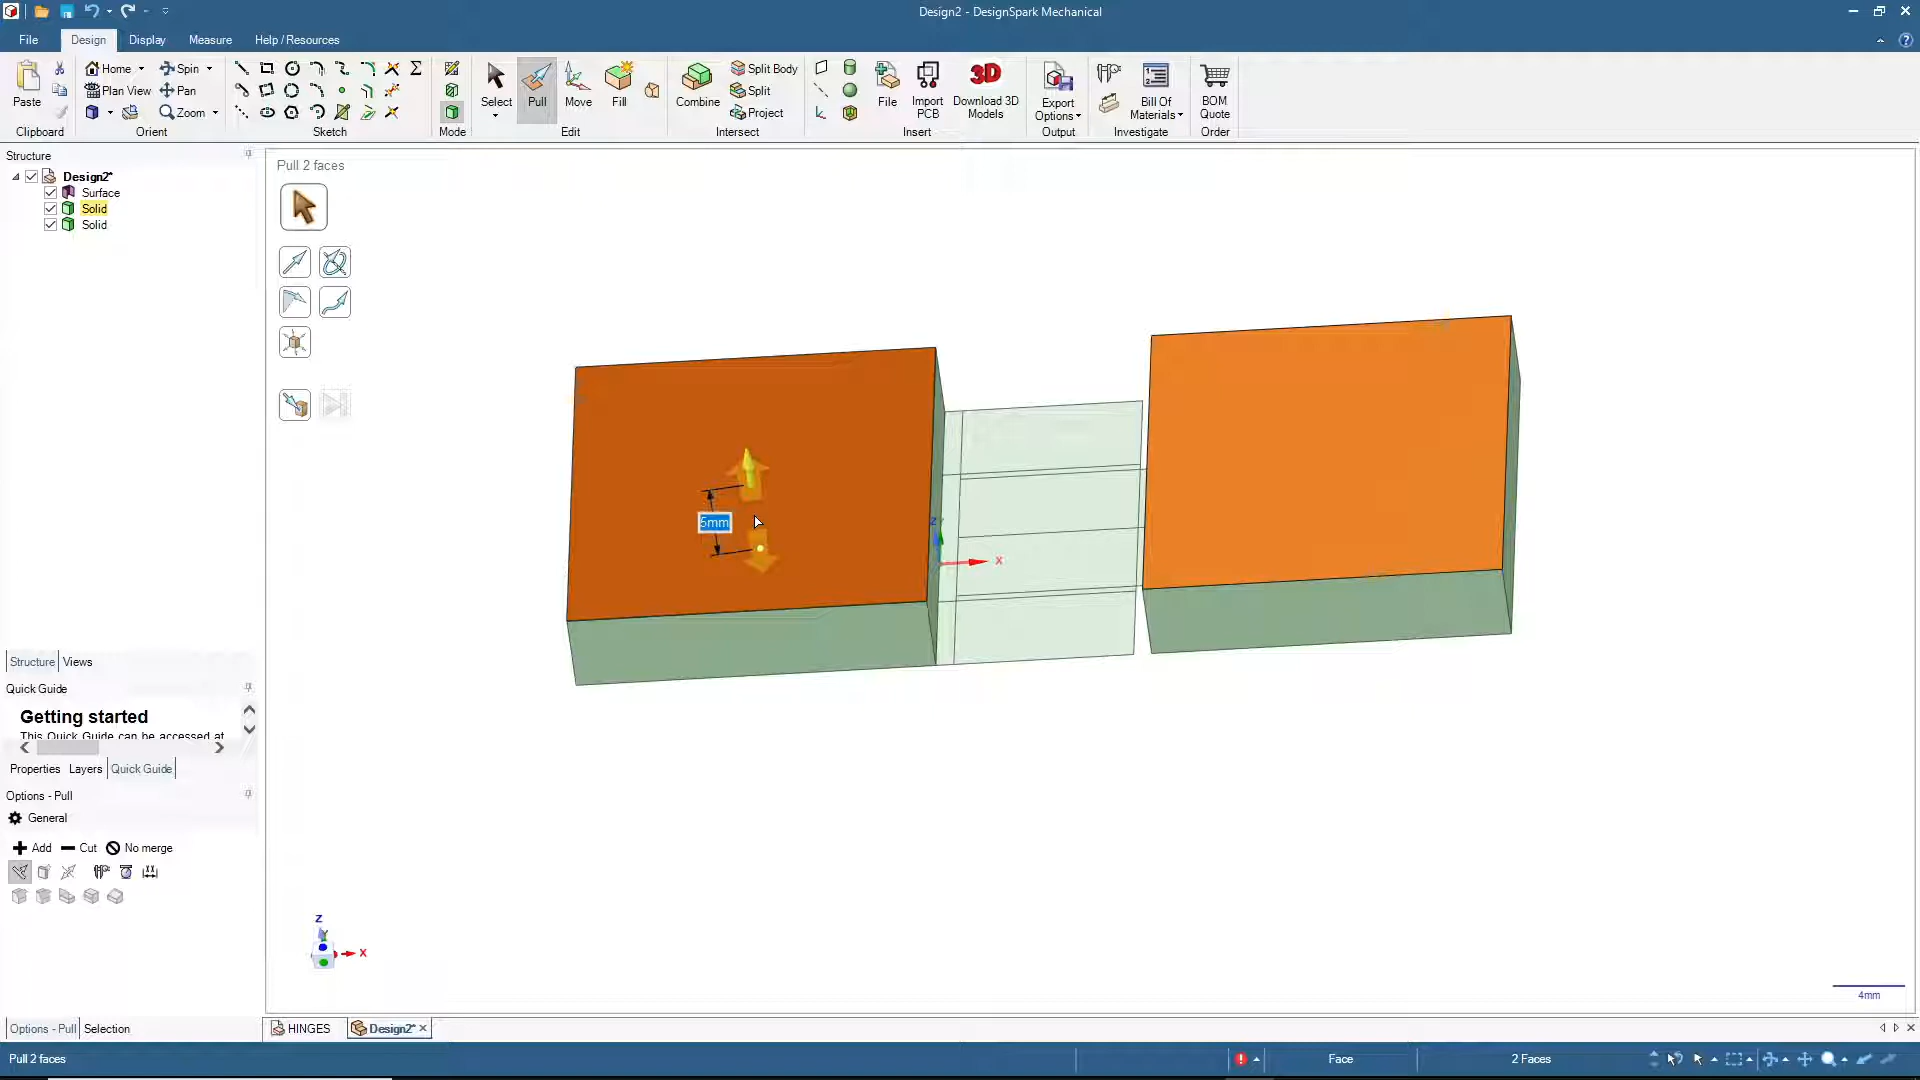 Design2 - DesignSpark Mechanical
File
Design
Display
Measure
Help / Resources
Paste
Home
Spin
Plan View
Pan
Zoom
Clipboard
Orient
Sketch
Mode
Select
Pull
Move
Fill
Edit
Combine
Split Body
Split
Project
Intersect
File
Import PCB
3D
Download 3D Models
Insert
Export Options
Output
Bill Of Materials
Investigate
BOM Quote
Order
Structure
Design2*
Surface
Solid
Solid
Pull 2 faces
5mm
Z
X
Structure
Views
Quick Guide
Getting started
This Quick Guide can be accessed at
Properties
Layers
Quick Guide
Options - Pull
General
Add
Cut
No merge
Z
X
4mm
Options - Pull
Selection
HINGES
Design2*
Pull 2 faces
Face
2 Faces